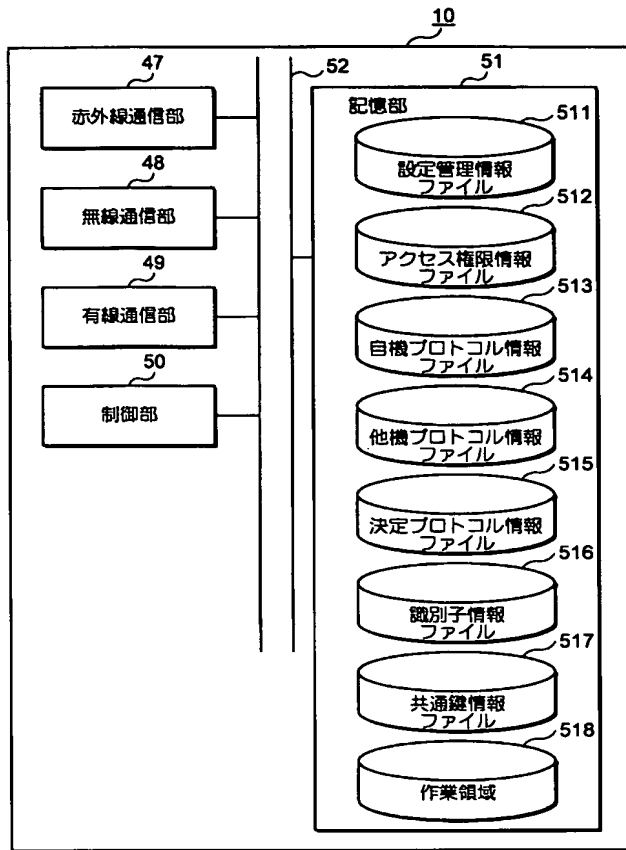 10
47
赤外線通信部
48
無線通信部
49
有線通信部
50
制御部
52
51
記憶部
511
設定管理情報
ファイル
512
アクセス権限情報
ファイル
513
自機プロトコル情報
ファイル
514
他機プロトコル情報
ファイル
515
決定プロトコル情報
ファイル
516
識別子情報
ファイル
517
共通鍵情報
ファイル
518
作業領域